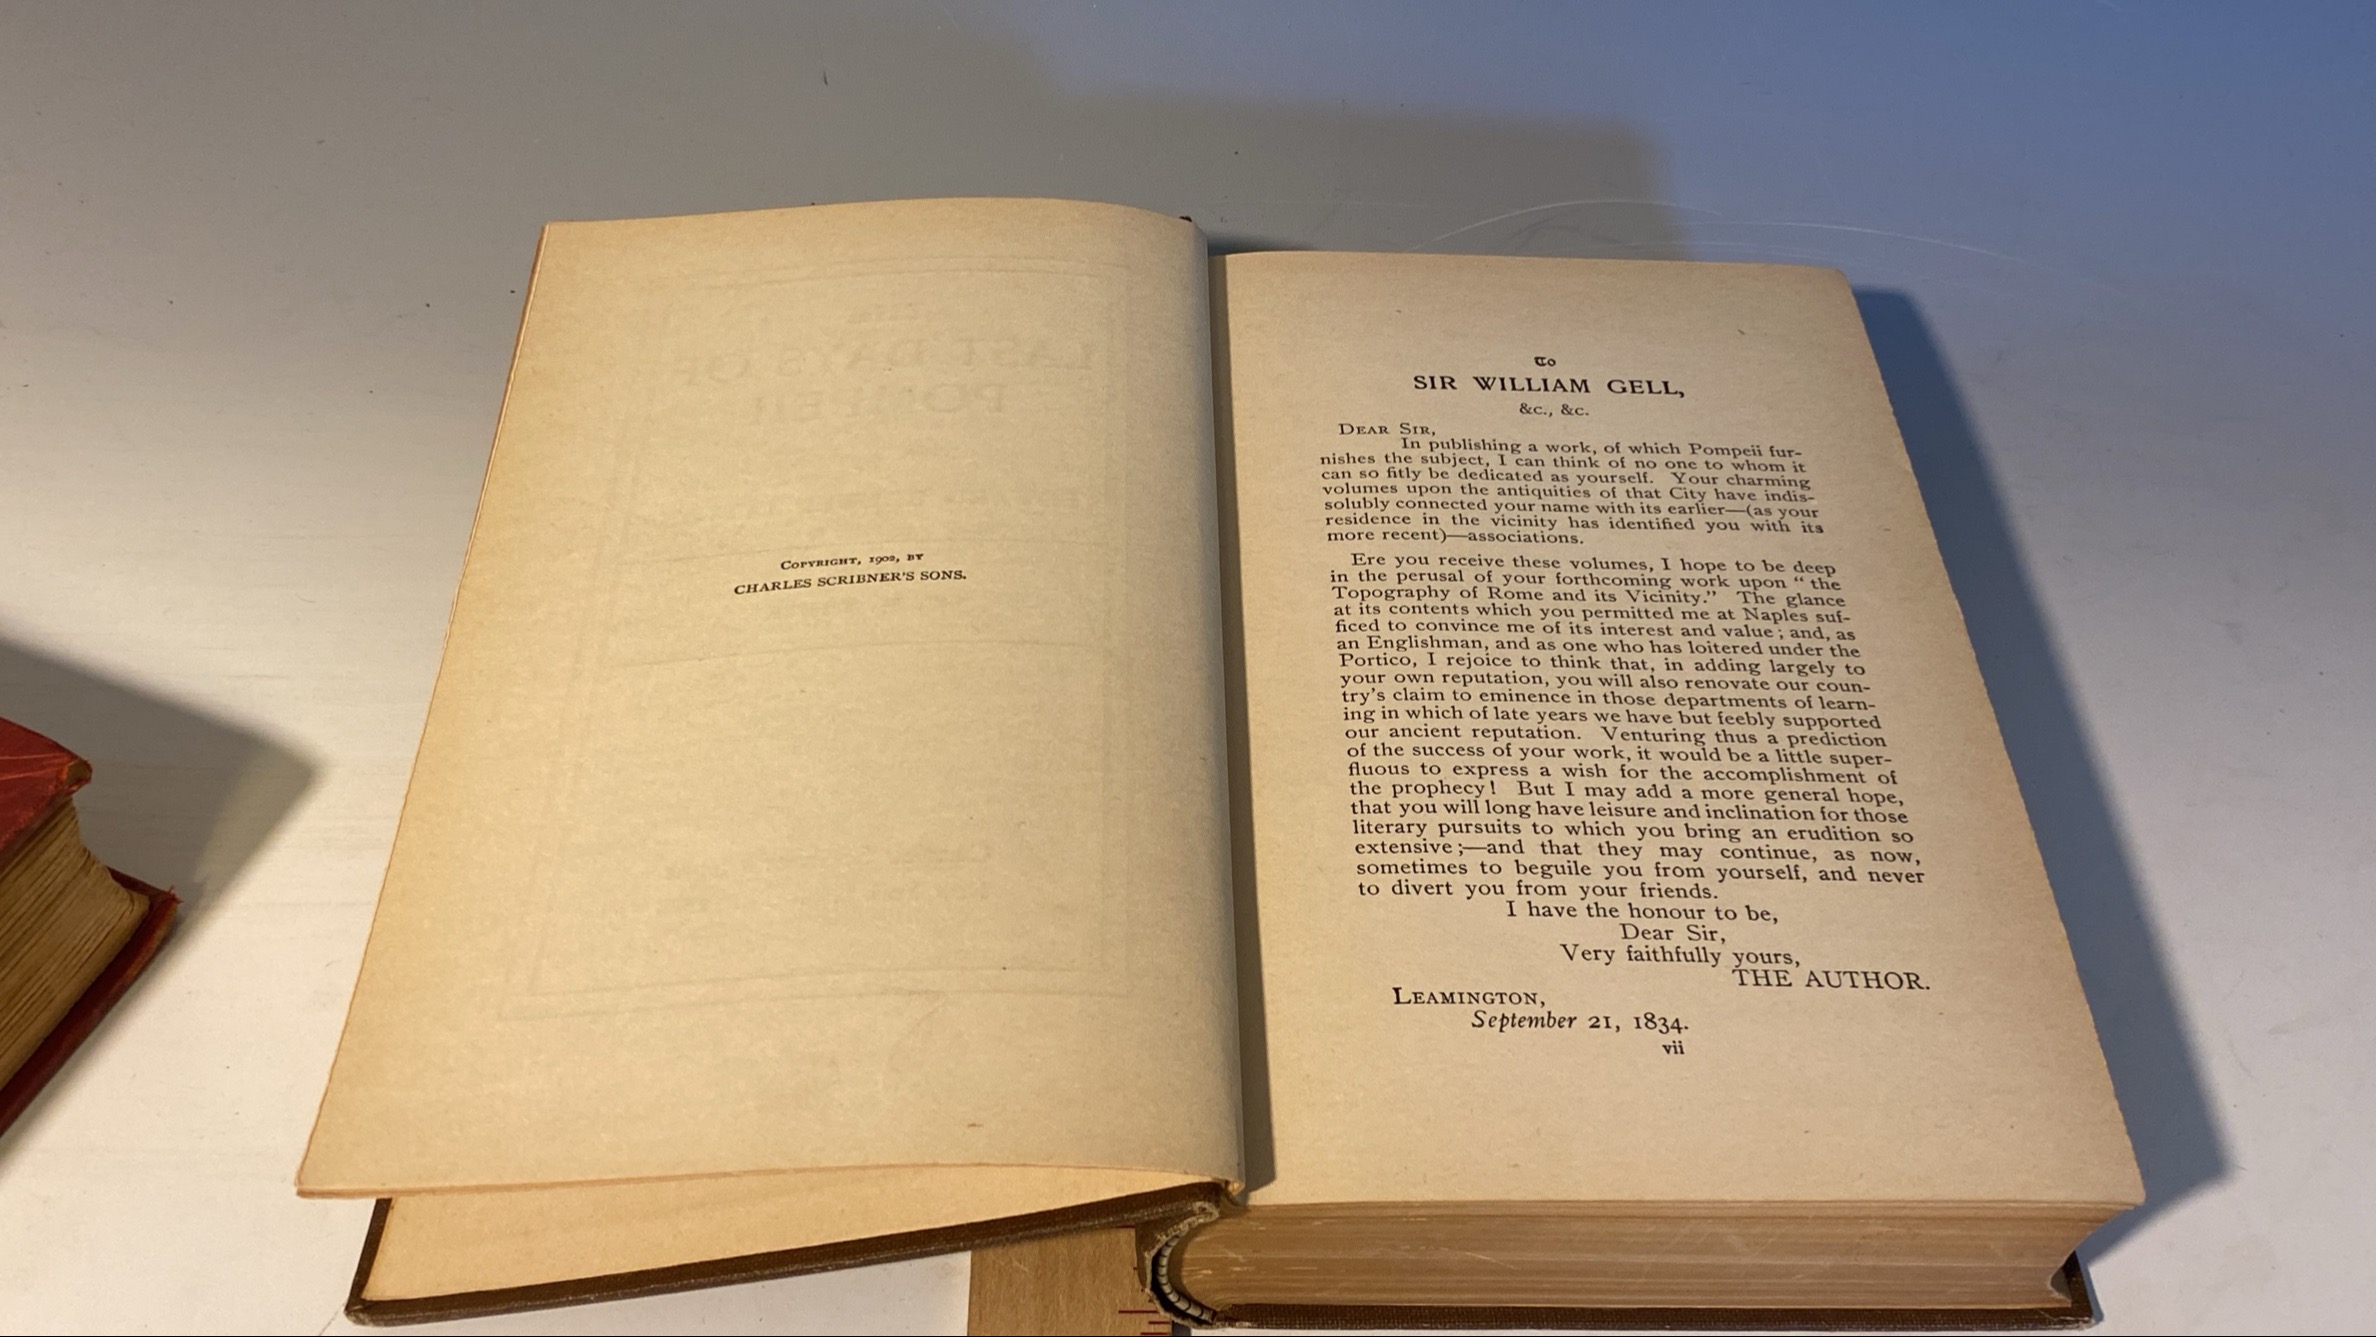 COPYRIGHT, 1902, BY
CHARLES SCRIBNER'S SONS.
To
SIR WILLIAM GELL,
&c., &c.
DEAR SIR,
In publishing a work, of which Pompeii fur-
nishes the subject, I can think of no one to whom it
can so fitly be dedicated as yourself. Your charming
volumes upon the antiquities of that City have indis-
solubly connected your name with its earlier—(as your
residence in the vicinity has identified you with its
more recent)—associations.
Ere you receive these volumes, I hope to be deep
in the perusal of your forthcoming work upon “ the
Topography of Rome and its Vicinity.” The glance
at its contents which you permitted me at Naples suf-
ficed to convince me of its interest and value ; and, as
an Englishman, and as one who has loitered under the
Portico, I rejoice to think that, in adding largely to
your own reputation, you will also renovate our coun-
try’s claim to eminence in those departments of learn-
ing in which of late years we have but feebly supported
our ancient reputation. Venturing thus a prediction
of the success of your work, it would be a little super-
fluous to express a wish for the accomplishment of
the prophecy ! But I may add a more general hope,
that you will long have leisure and inclination for those
literary pursuits to which you bring an erudition so
extensive ;—and that they may continue, as now,
sometimes to beguile you from yourself, and never
to divert you from your friends.
I have the honour to be,
Dear Sir,
Very faithfully yours,
THE AUTHOR.
LEAMINGTON,
September 21, 1834.
vii